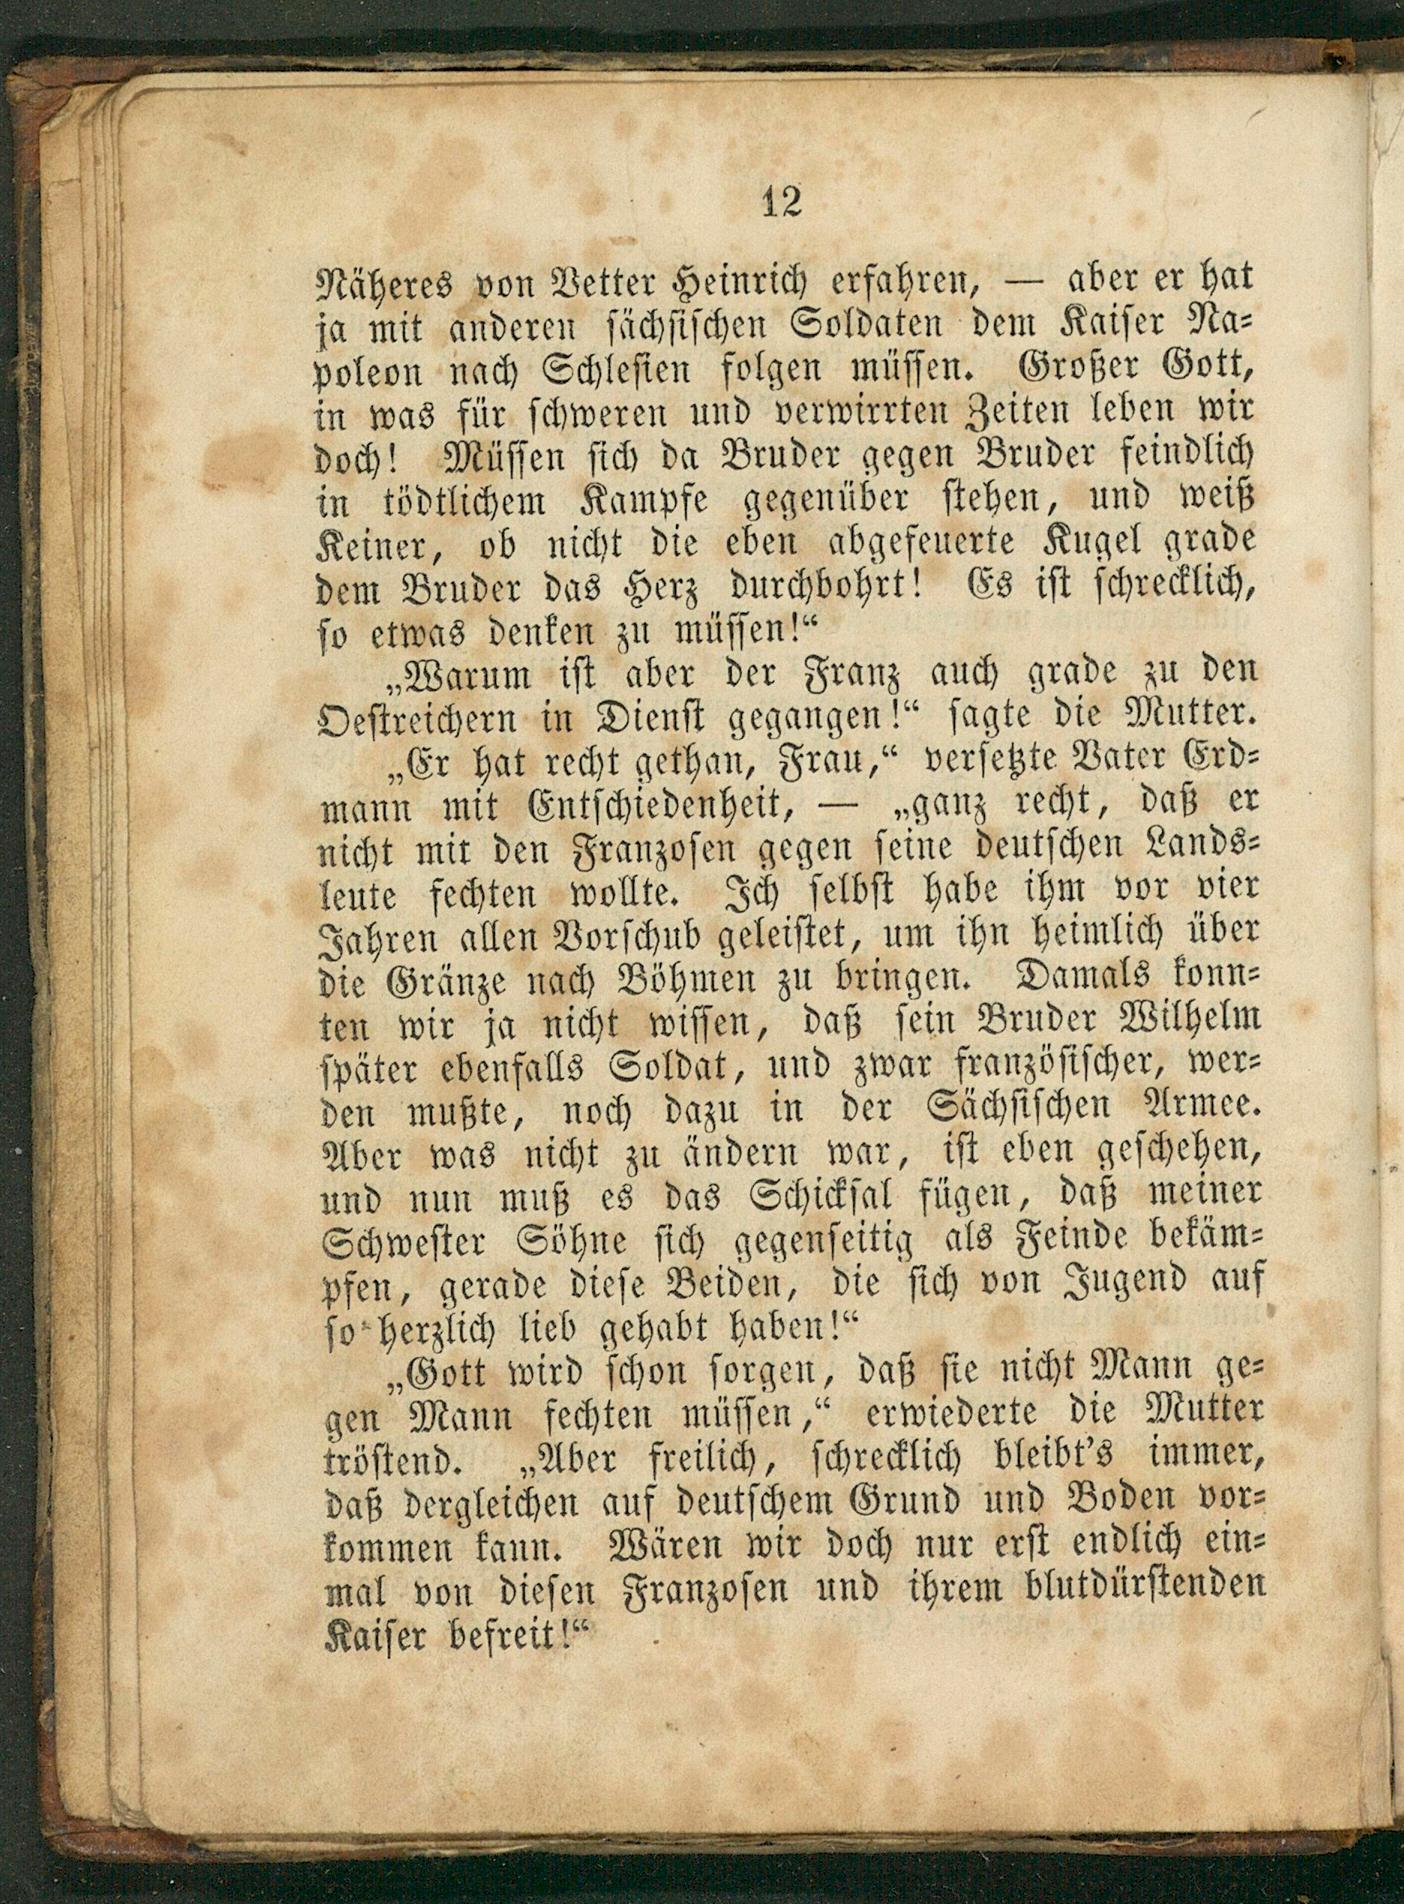 12
Näheres von Vetter Heinrich erfahren, — aber er hat
ja mit anderen sächsischen Soldaten dem Kaiser Na=
poleon nach Schlesien folgen müssen. Großer Gott,
in was für schweren und verwirrten Zeiten leben wir
doch! Müssen sich da Bruder gegen Bruder feindlich
in tödtlichem Kampfe gegenüber stehen, und weiß
Keiner, ob nicht die eben abgefeuerte Kugel grade
dem Bruder das Herz durchbohrt! Es ist schrecklich,
so etwas denken zu müssen!“
„Warum ist aber der Franz auch grade zu den
Oestreichern in Dienst gegangen!“ sagte die Mutter.
„Er hat recht gethan, Frau,“ versetzte Vater Erd=
mann mit Entschiedenheit, — „ganz recht, daß er
nicht mit den Franzosen gegen seine deutschen Lands=
leute fechten wollte. Ich selbst habe ihm vor vier
Jahren allen Vorschub geleistet, um ihn heimlich über
die Gränze nach Böhmen zu bringen. Damals konn=
ten wir ja nicht wissen, daß sein Bruder Wilhelm
später ebenfalls Soldat, und zwar französischer, wer=
den mußte, noch dazu in der Sächsischen Armee.
Aber was nicht zu ändern war, ist eben geschehen,
und nun muß es das Schicksal fügen, daß meiner
Schwester Söhne sich gegenseitig als Feinde bekäm=
pfen, gerade diese Beiden, die sich von Jugend auf
so herzlich lieb gehabt haben!“
„Gott wird schon sorgen, daß sie nicht Mann ge=
gen Mann fechten müssen,“ erwiederte die Mutter
tröstend. „Aber freilich, schrecklich bleibt’s immer,
daß dergleichen auf deutschem Grund und Boden vor=
kommen kann. Wären wir doch nur erst endlich ein=
mal von diesen Franzosen und ihrem blutdürstenden
Kaiser befreit!“